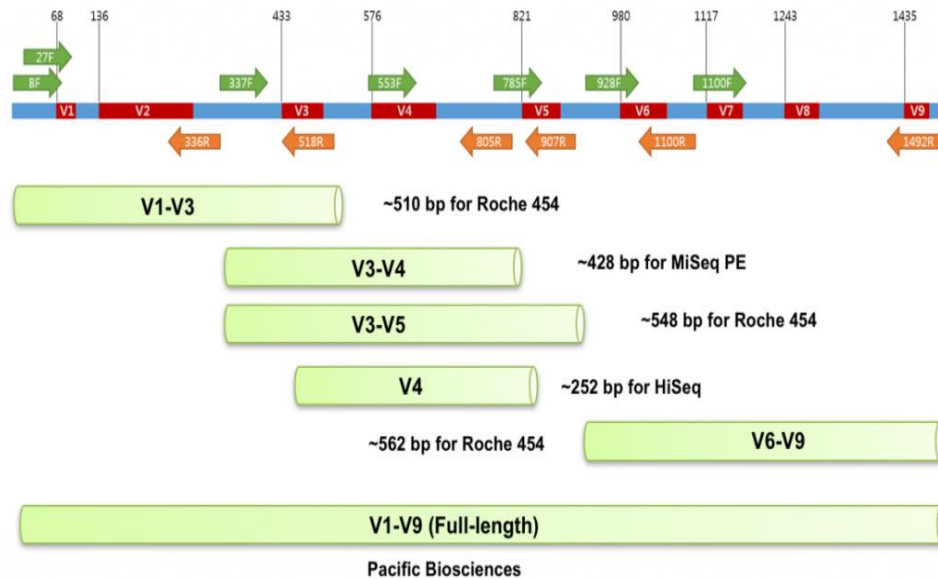 68 136 433 576 821 980 1117 1243 1435
27F
8F 337F 553F 785F 928F 1100F
V1 V2 V3 V4 V5 V6 V7 V8 V9
336R 518R 805R 907R 1100R 1492R
V1-V3 ~510 bp for Roche 454
V3-V4 ~428 bp for MiSeq PE
V3-V5 ~548 bp for Roche 454
V4 ~252 bp for HiSeq
~562 bp for Roche 454 V6-V9
V1-V9 (Full-length)
Pacific Biosciences